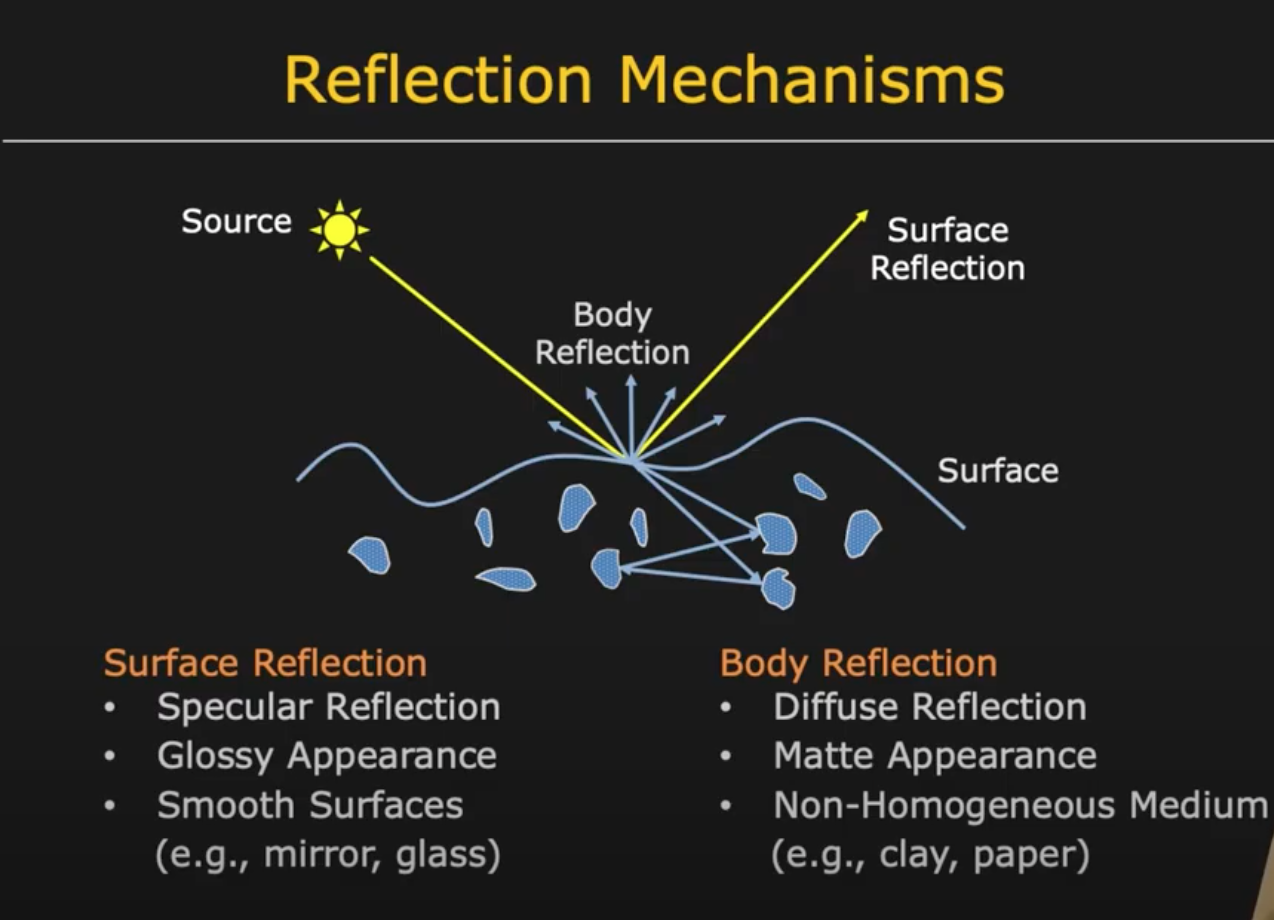 Reflection Mechanisms
Source
Surface
Reflection
Body
Reflection
Surface
Surface Reflection
• Specular Reflection
• Glossy Appearance
• Smooth Surfaces
(e.g., mirror, glass)
Body Reflection
• Diffuse Reflection
• Matte Appearance
• Non-Homogeneous Medium
(e.g., clay, paper)